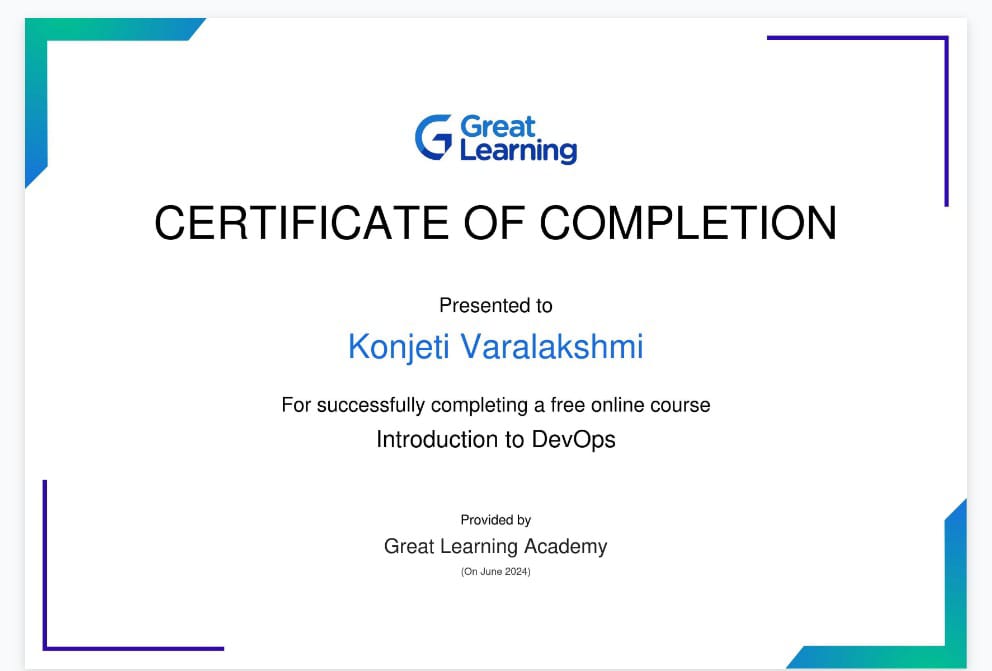 Great
Learning
CERTIFICATE OF COMPLETION
Presented to
Konjeti Varalakshmi
For successfully completing a free online course
Introduction to DevOps
Provided by
Great Learning Academy
(On June 2024)